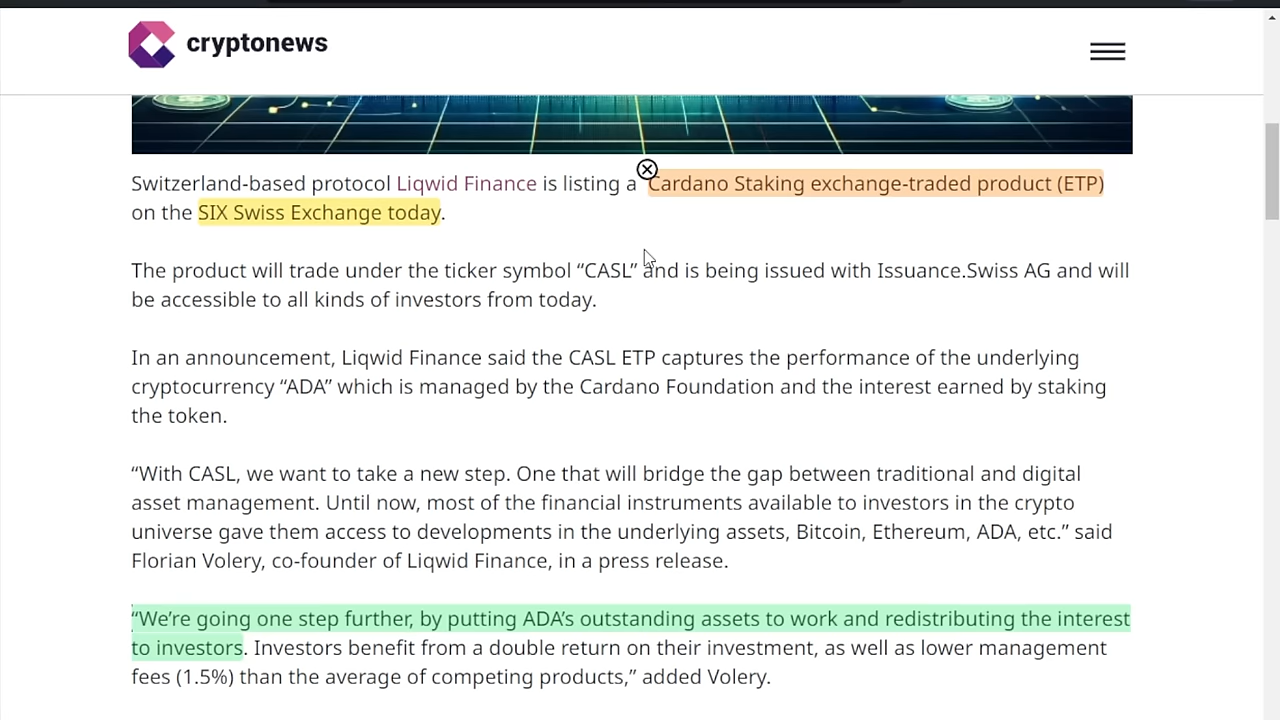 cryptonews
Switzerland-based protocol Liqwid Finance is listing a Cardano Staking exchange-traded product (ETP)
on the SIX Swiss Exchange today.
The product will trade under the ticker symbol “CASL” and is being issued with Issuance.Swiss AG and will
be accessible to all kinds of investors from today.
In an announcement, Liqwid Finance said the CASL ETP captures the performance of the underlying
cryptocurrency “ADA” which is managed by the Cardano Foundation and the interest earned by staking
the token.
“With CASL, we want to take a new step. One that will bridge the gap between traditional and digital
asset management. Until now, most of the financial instruments available to investors in the crypto
universe gave them access to developments in the underlying assets, Bitcoin, Ethereum, ADA, etc.” said
Florian Volery, co-founder of Liqwid Finance, in a press release.
“We’re going one step further, by putting ADA’s outstanding assets to work and redistributing the interest
to investors. Investors benefit from a double return on their investment, as well as lower management
fees (1.5%) than the average of competing products,” added Volery.